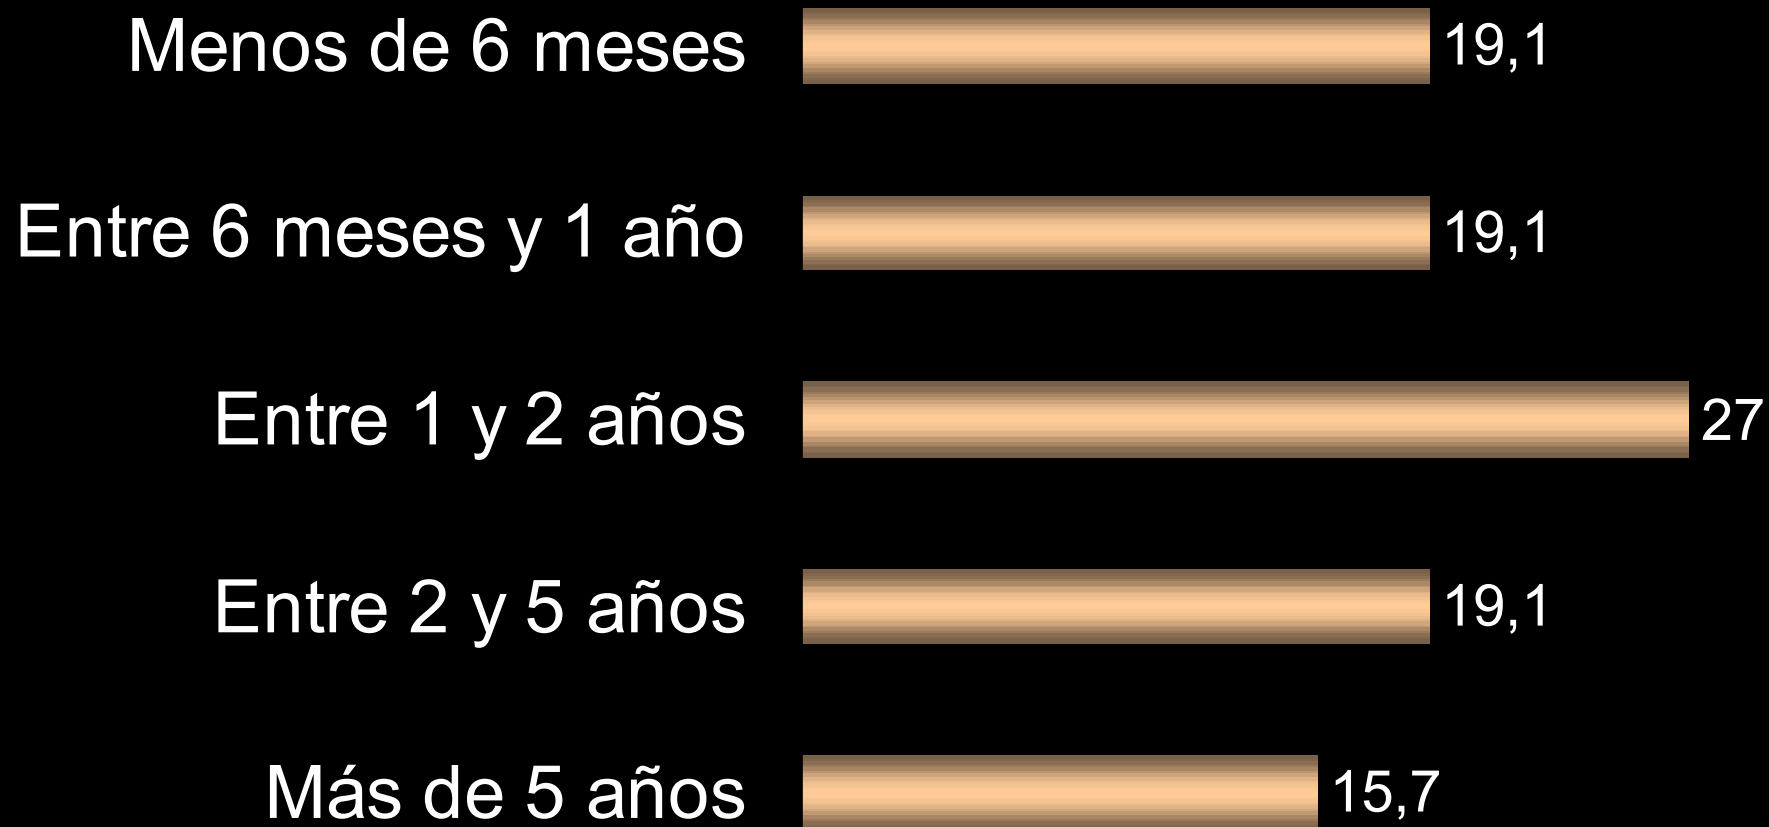 Menos de 6 meses 19,1
Entre 6 meses y 1 año 19,1
Entre 1 y 2 años 27
Entre 2 y 5 años 19,1
Más de 5 años 15,7